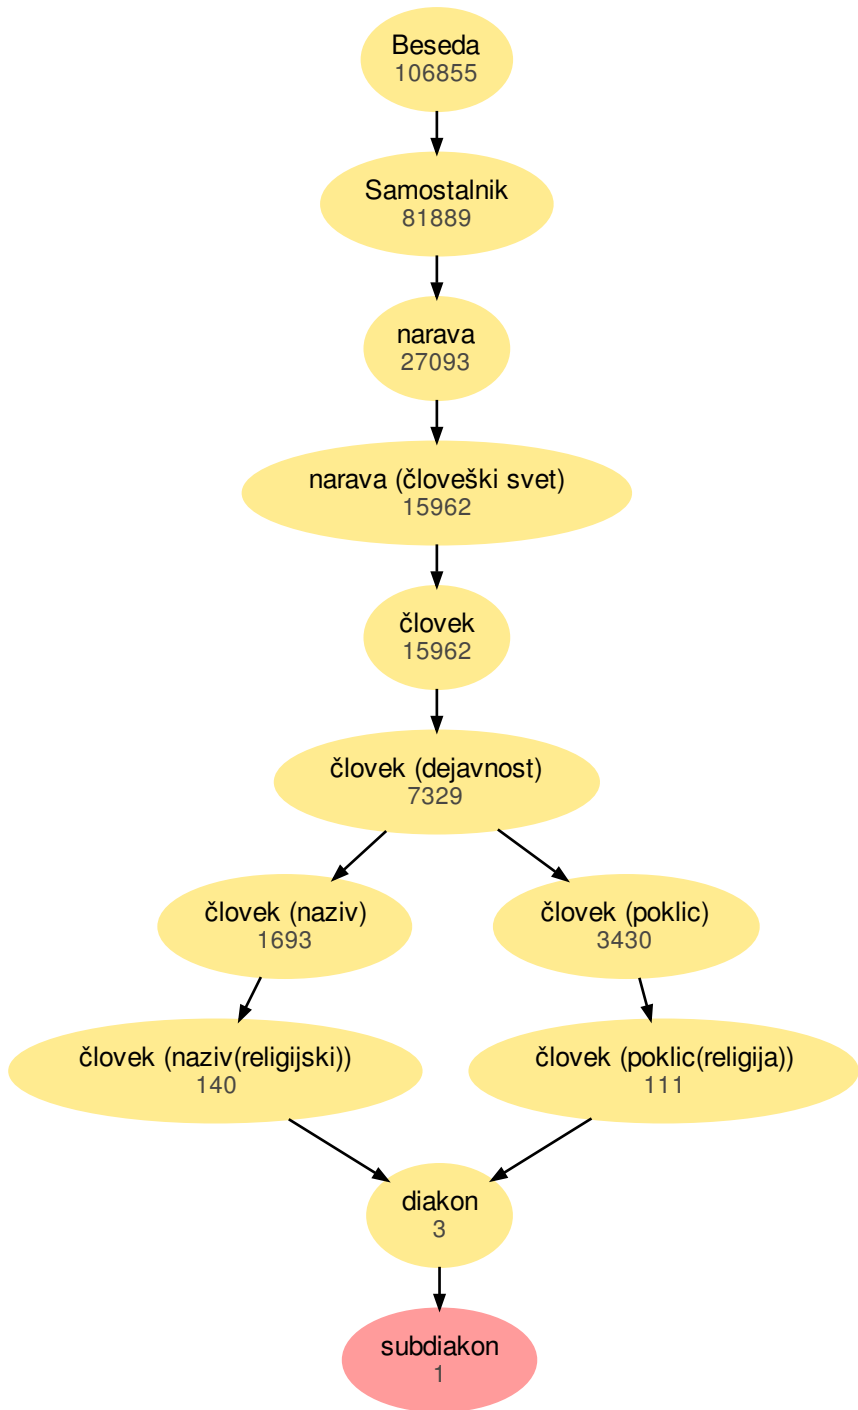 Beseda
106855
Samostalnik
81889
narava
27093
narava (človeški svet)
15962
človek
15962
človek (dejavnost)
7329
človek (naziv)
1693
človek (poklic)
3430
človek (naziv(religijski))
140
človek (poklic(religija))
111
diakon
3
subdiakon
1